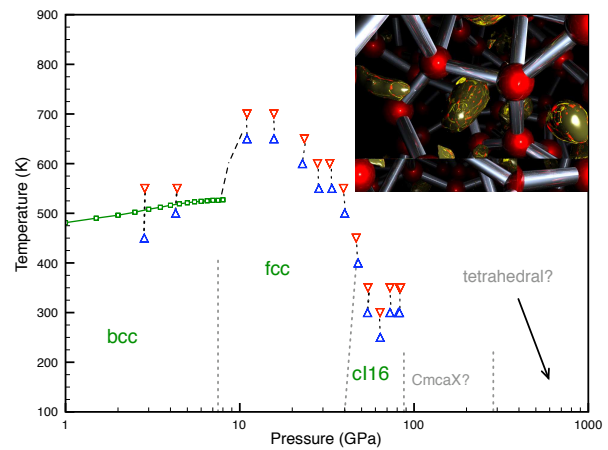 900
800
700
600
500
400
300
200
100
Temperature (K)
fcc
bcc
cI16
CmcaX?
tetrahedral?
1
10
100
1000
Pressure (GPa)